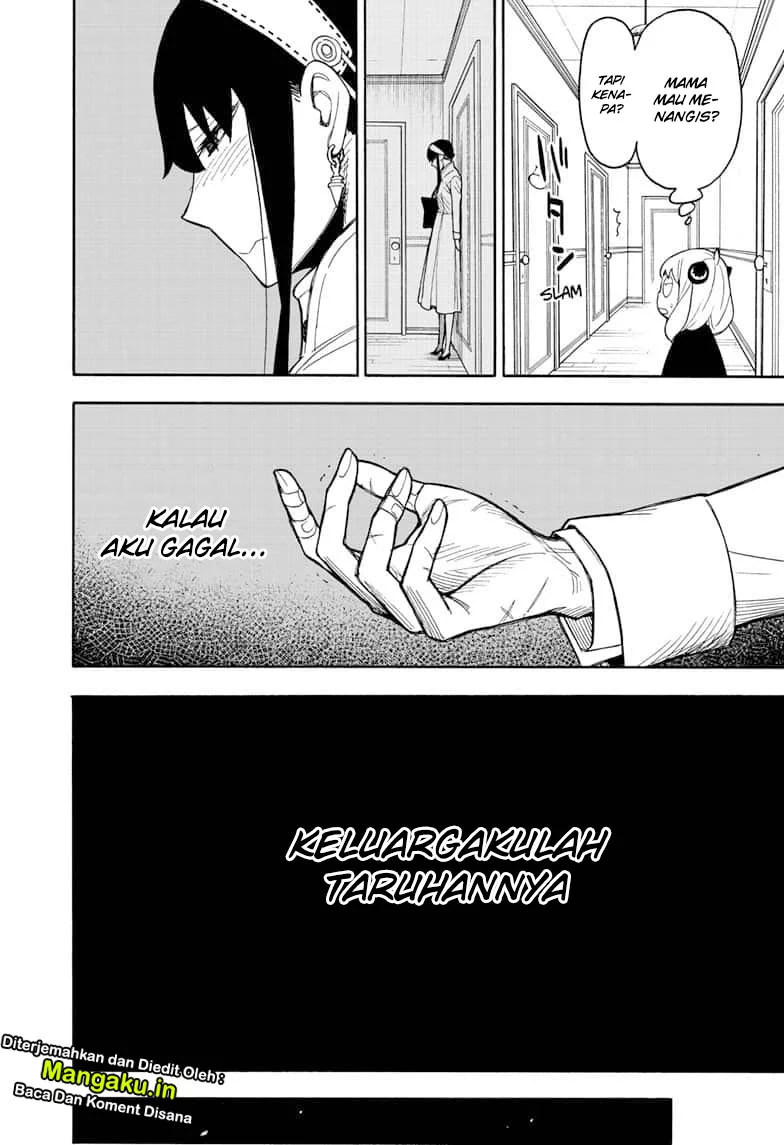 MAMA
MAU ME-
NANGIS?
TAPI
KENA-
PA?
バタン
SLAM
KALAU
AKU GAGAL...
KELUARGAKULAH
TARUHANNYA
Diterjemahkan dan Diedit Oleh :
Mangaku.in
Baca Dan Koment Disana